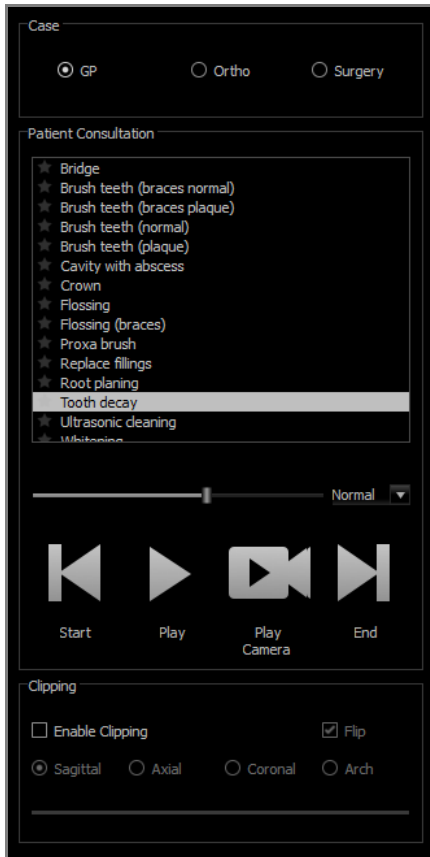 Case
GP Ortho Surgery
Patient Consultation
Bridge
Brush teeth (braces normal)
Brush teeth (braces plaque)
Brush teeth (normal)
Brush teeth (plaque)
Cavity with abscess
Crown
Flossing
Flossing (braces)
Proxa brush
Replace fillings
Root planing
Tooth decay
Ultrasonic cleaning
Whitening
Normal
Start Play Play Camera End
Clipping
Enable Clipping Flip
Sagittal Axial Coronal Arch